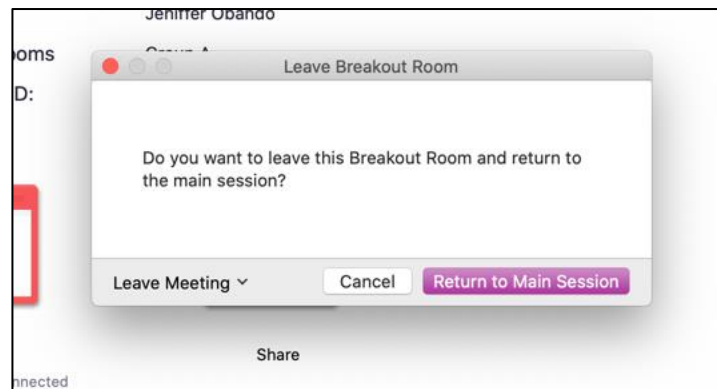 Jeniffer Obando
ooms
Group A
Leave Breakout Room
D:
Do you want to leave this Breakout Room and return to
the main session?
Leave Meeting
Cancel
Return to Main Session
Share
nnected